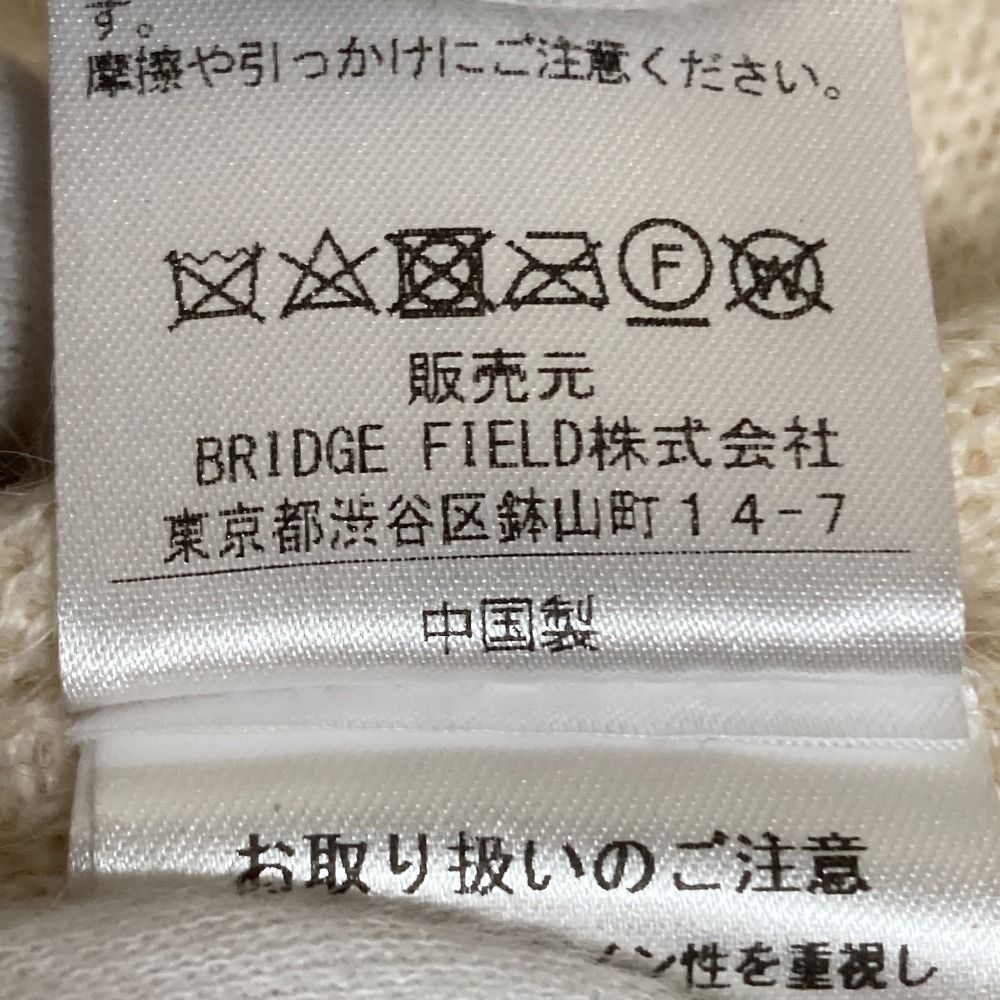 す。
摩擦や引っかけにご注意ください。
F
W
販売元
BRIDGE FIELD株式会社
東京都渋谷区鉢山町14-7
中国製
お取り扱いのご注意
ン性を重視し